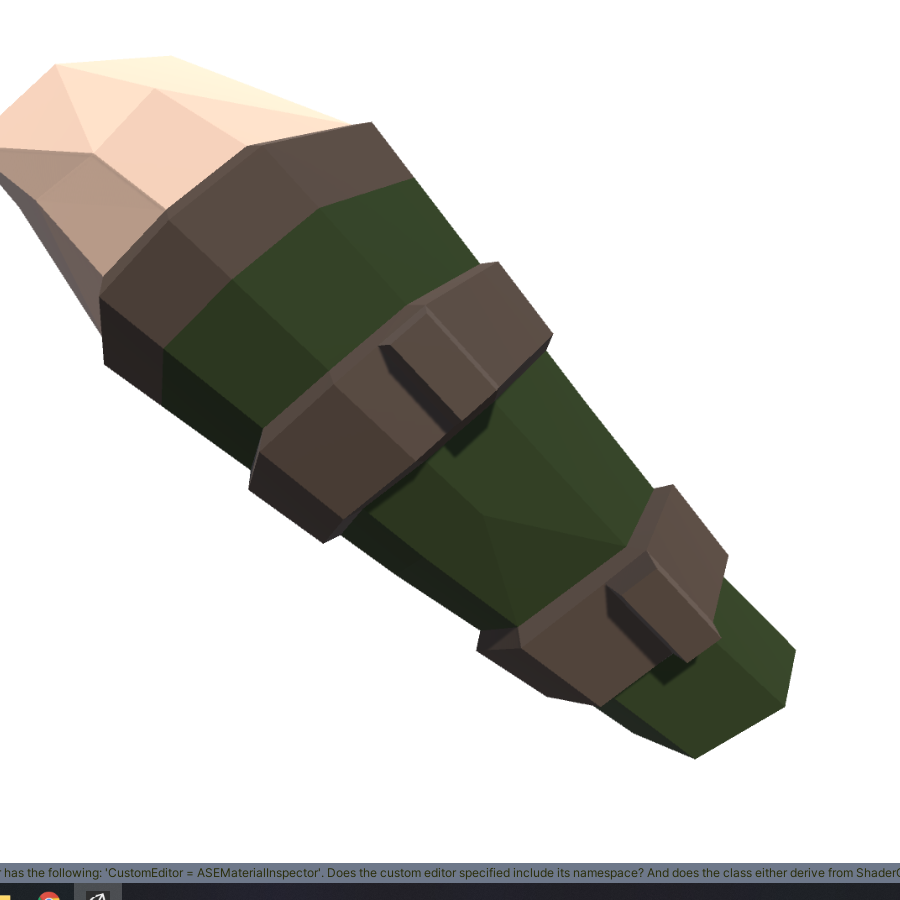 has the following: 'CustomEditor = ASEMaterialInspector'. Does the custom editor specified include its namespace? And does the class either derive from